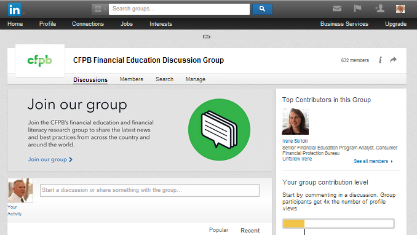 in
Search groups...
Home Profile Connections Jobs Interests Business Services Upgrade
cfpb
CFPB Financial Education Discussion Group
Discussions Members Search Manage
Join our group
Join the CFPB's financial education and financial
literacy research group to share the latest news
and best practices from across the country and
around the world.
Join our group >
Top Contributors in this Group
Senior Financial Education Program Analyst, Consumer
Financial Protection Bureau
Unfollow Irene
See all members
Your group contribution level
Start by commenting in a discussion. Group
participants get 4x the number of profile
views
Start a discussion or share something with the group...
Your
Activity
Popular Recent